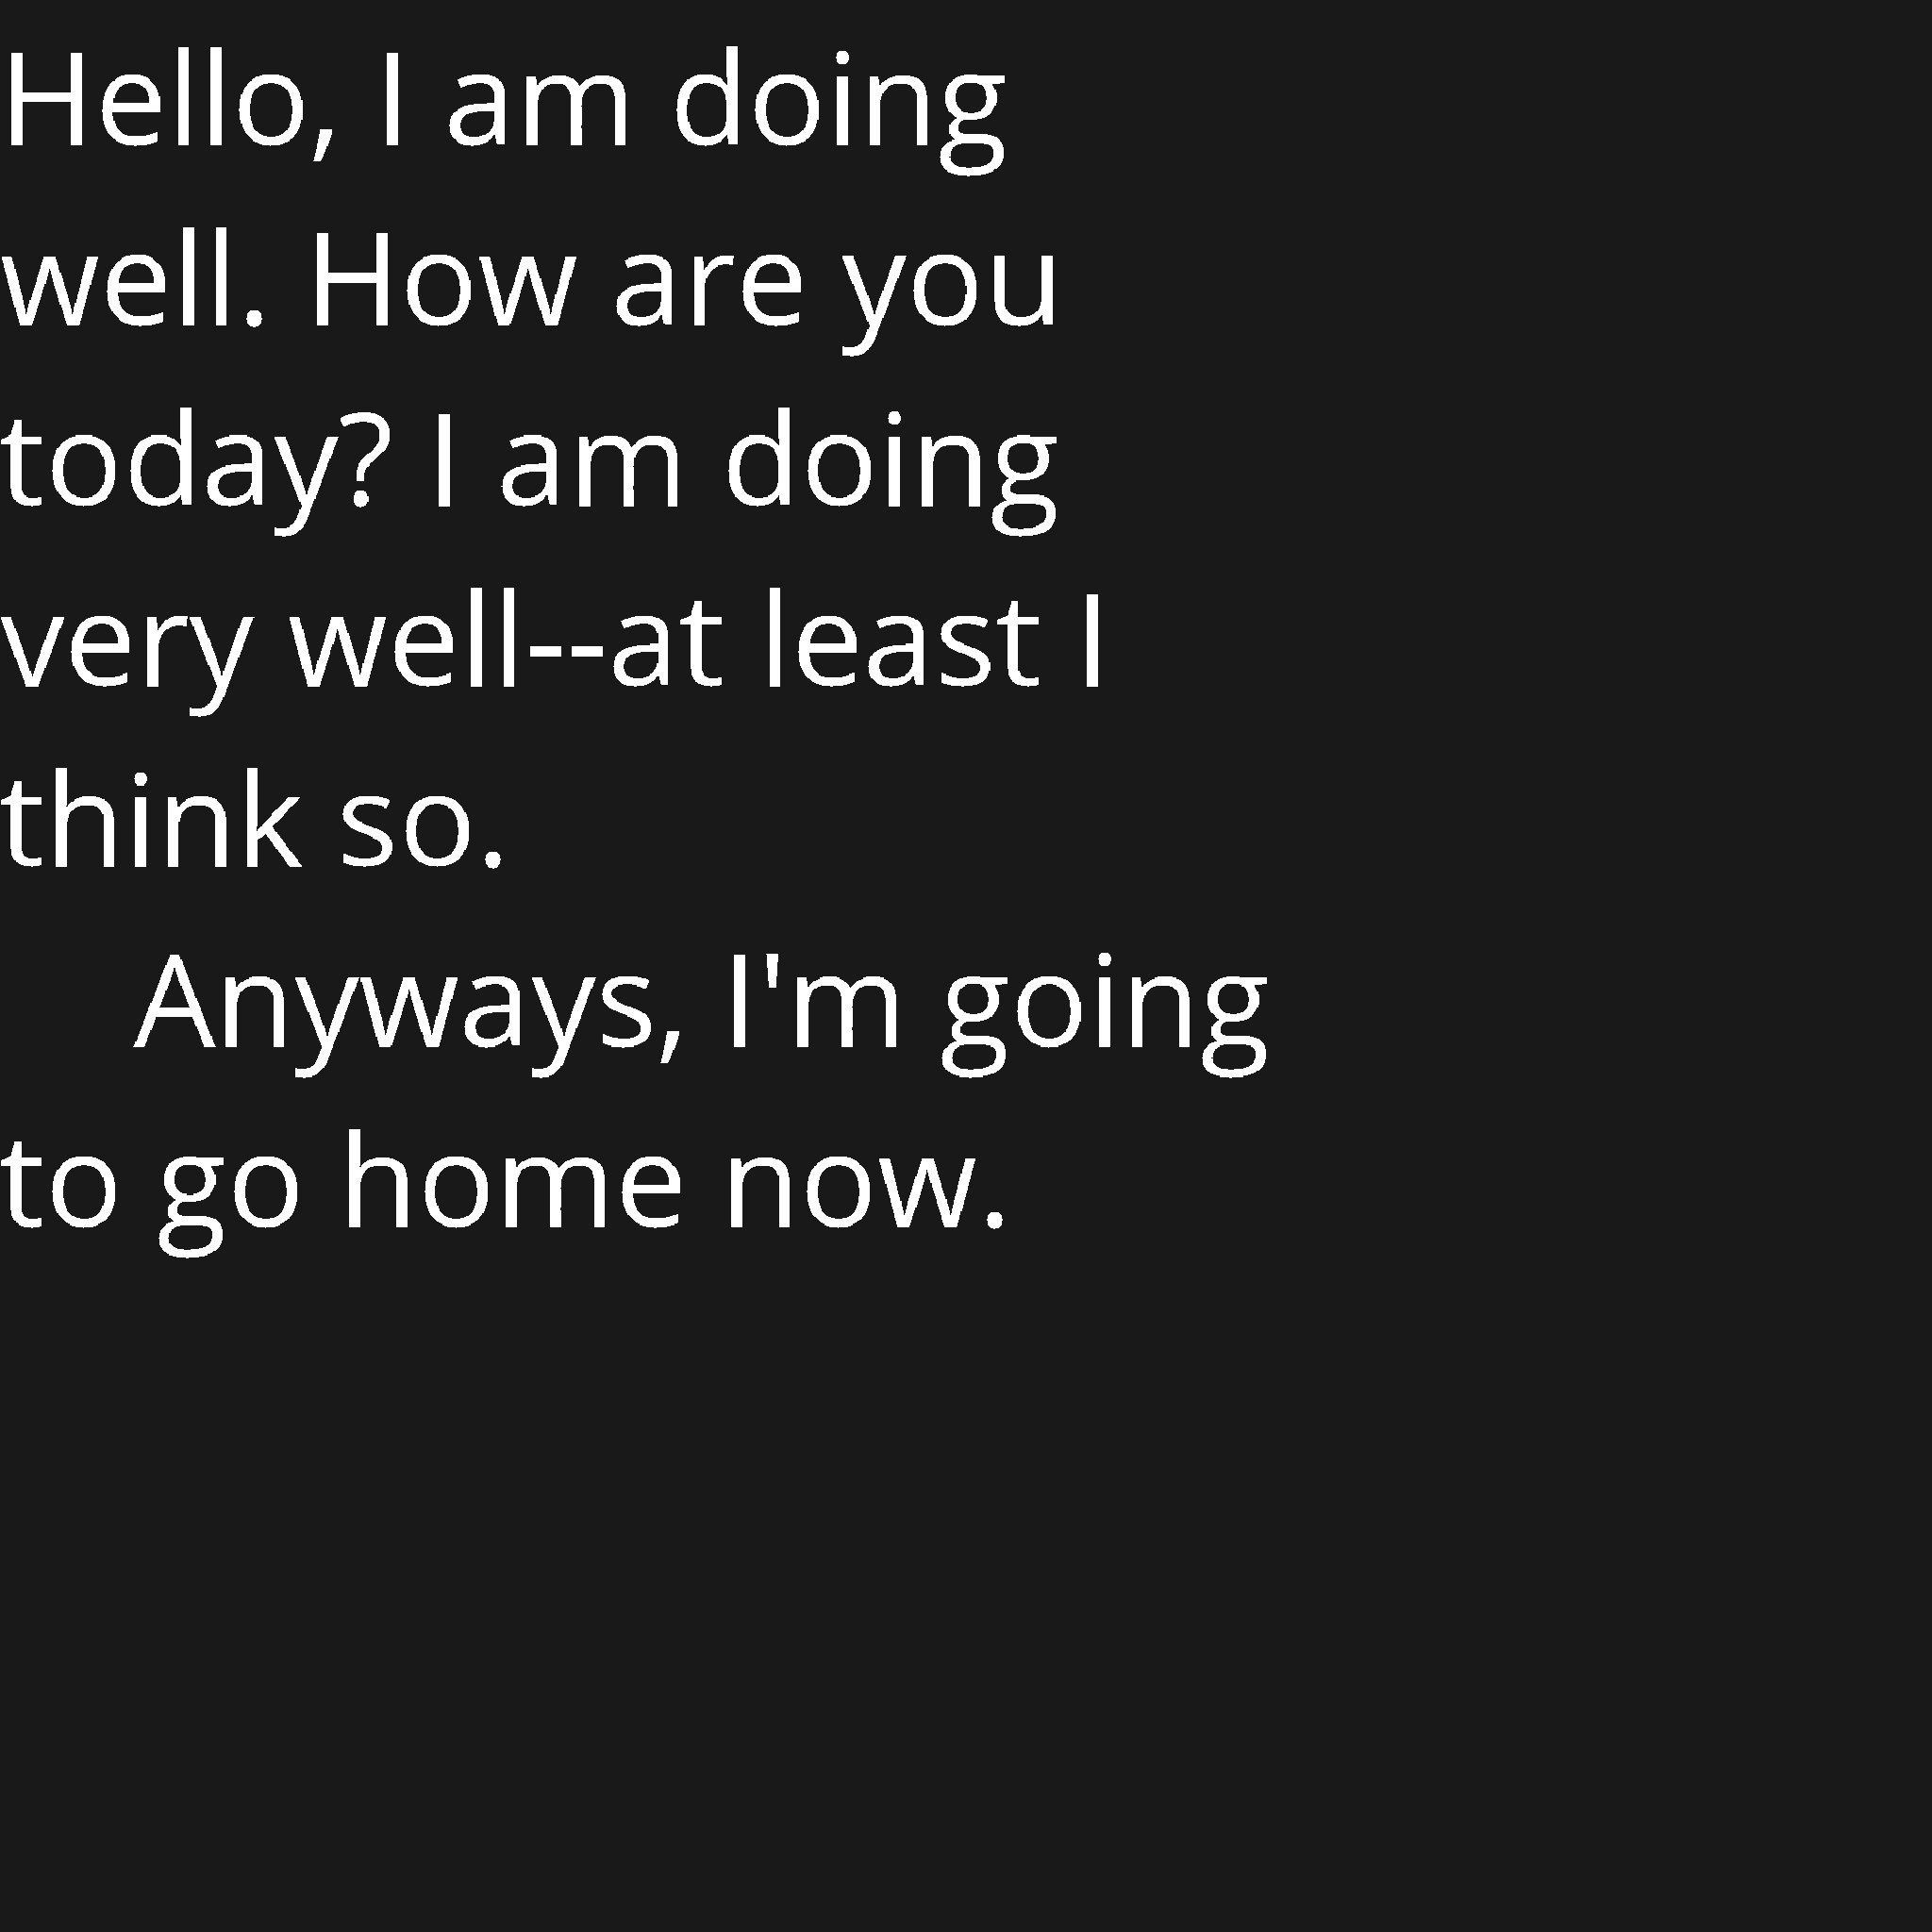 Hello, I am doing
well. How are you
today? I am doing
very well--at least I
think so.
Anyways, I'm going
to go home now.